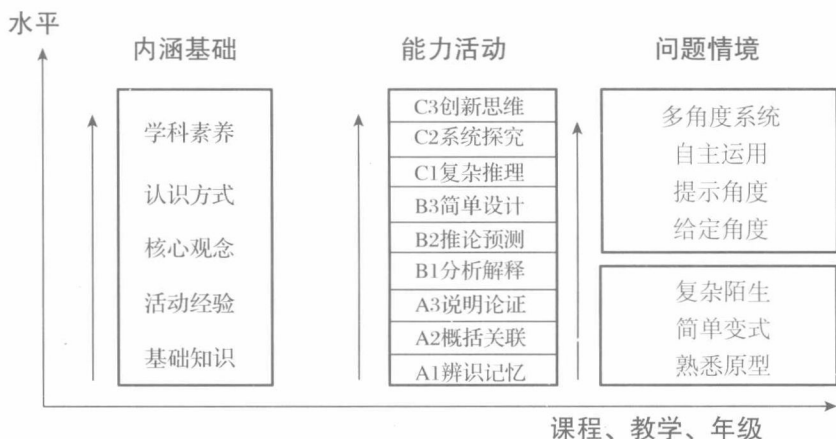 水平
内涵基础
能力活动
问题情境
学科素养
认识方式
核心观念
活动经验
基础知识
C3创新思维
C2系统探究
C1复杂推理
B3简单设计
B2推论预测
B1分析解释
A3说明论证
A2概括关联
A1辨识记忆
多角度系统
自主运用
提示角度
给定角度
复杂陌生
简单变式
熟悉原型
课程、教学、年级